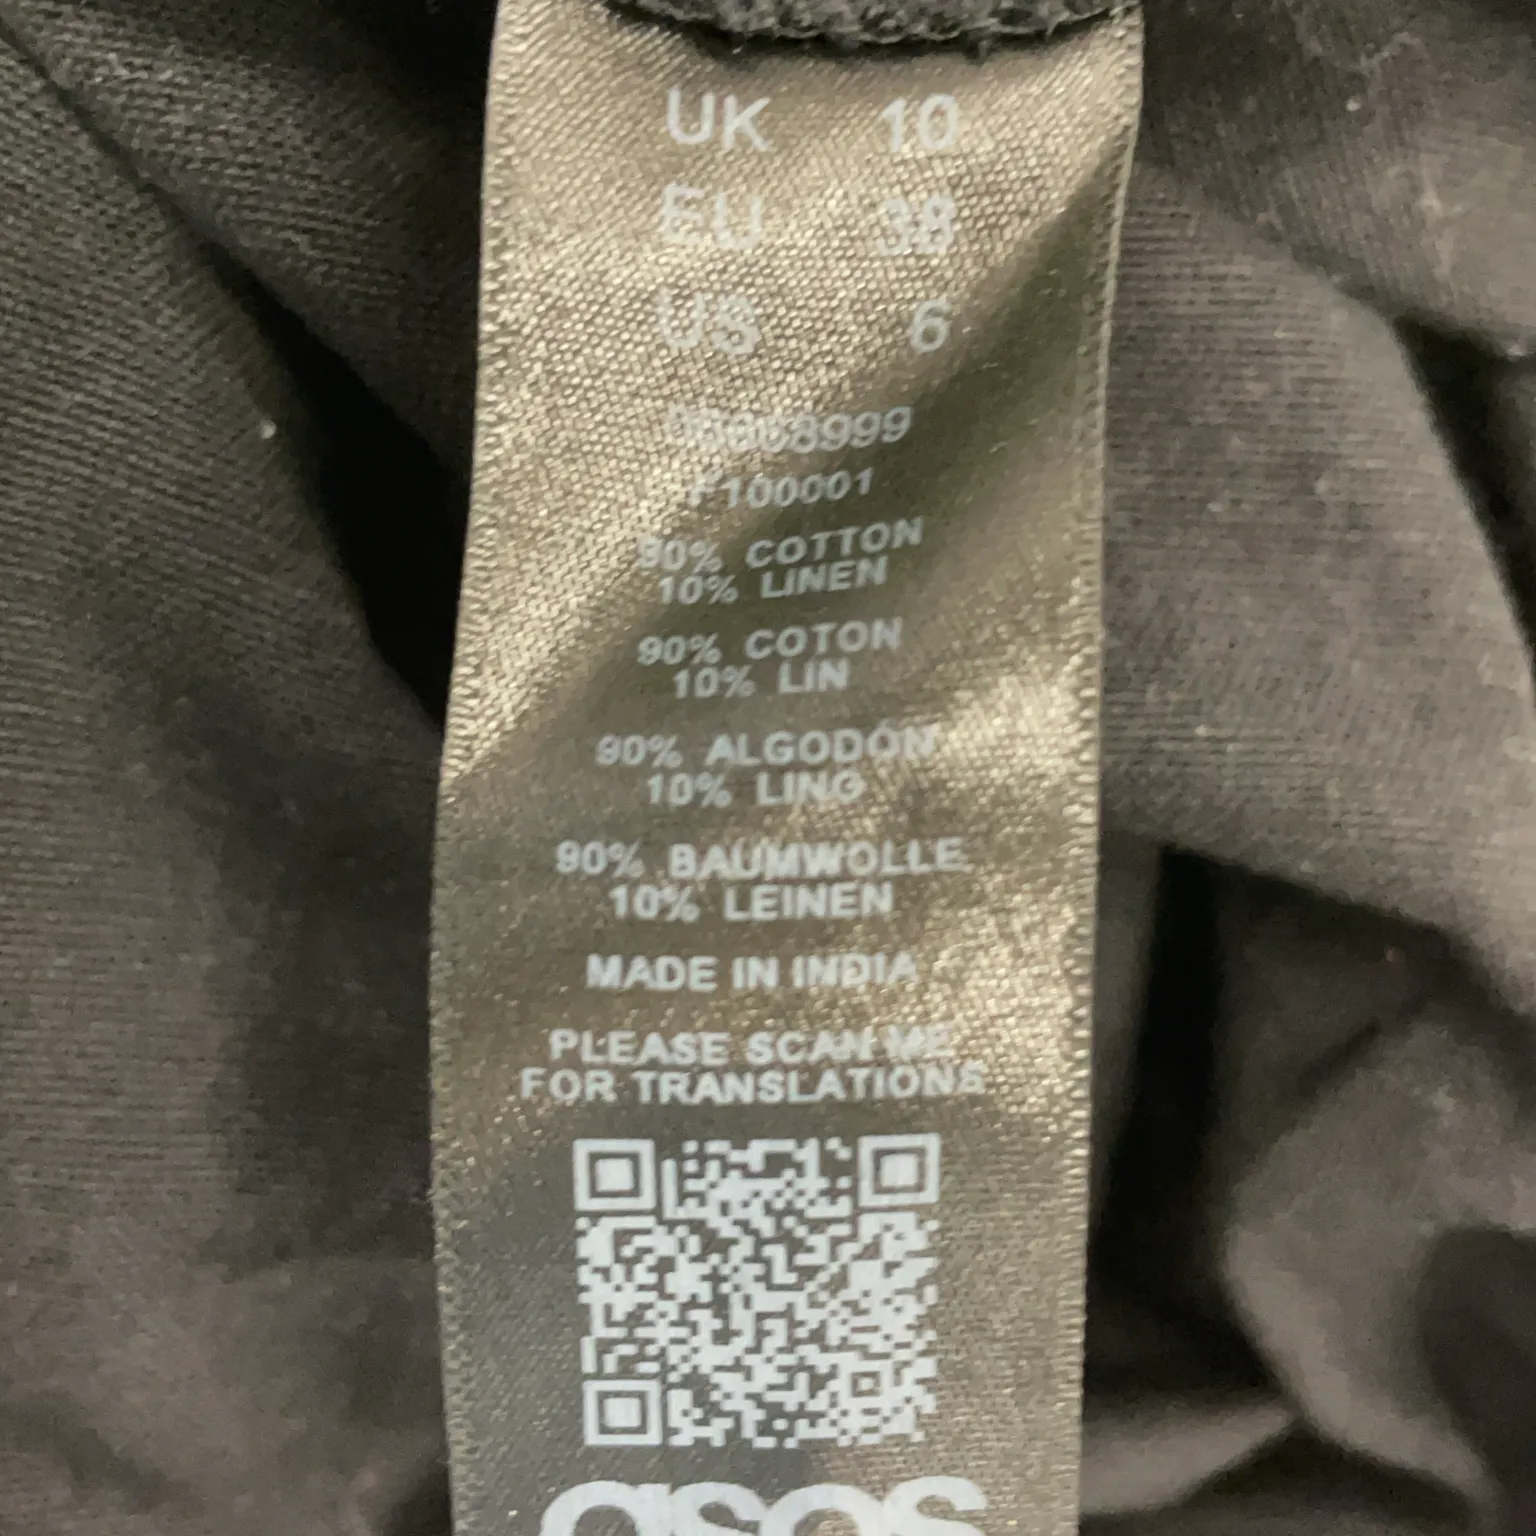 UK 10
EU 38
US 6
F100001
90% COTTON
10% LINEN
90% COTON
10% LIN
90% ALGODÓN
10% LINO
90% BAUMWOLLE
10% LEINEN
MADE IN INDIA
PLEASE SCAN ME
FOR TRANSLATIONS
asos